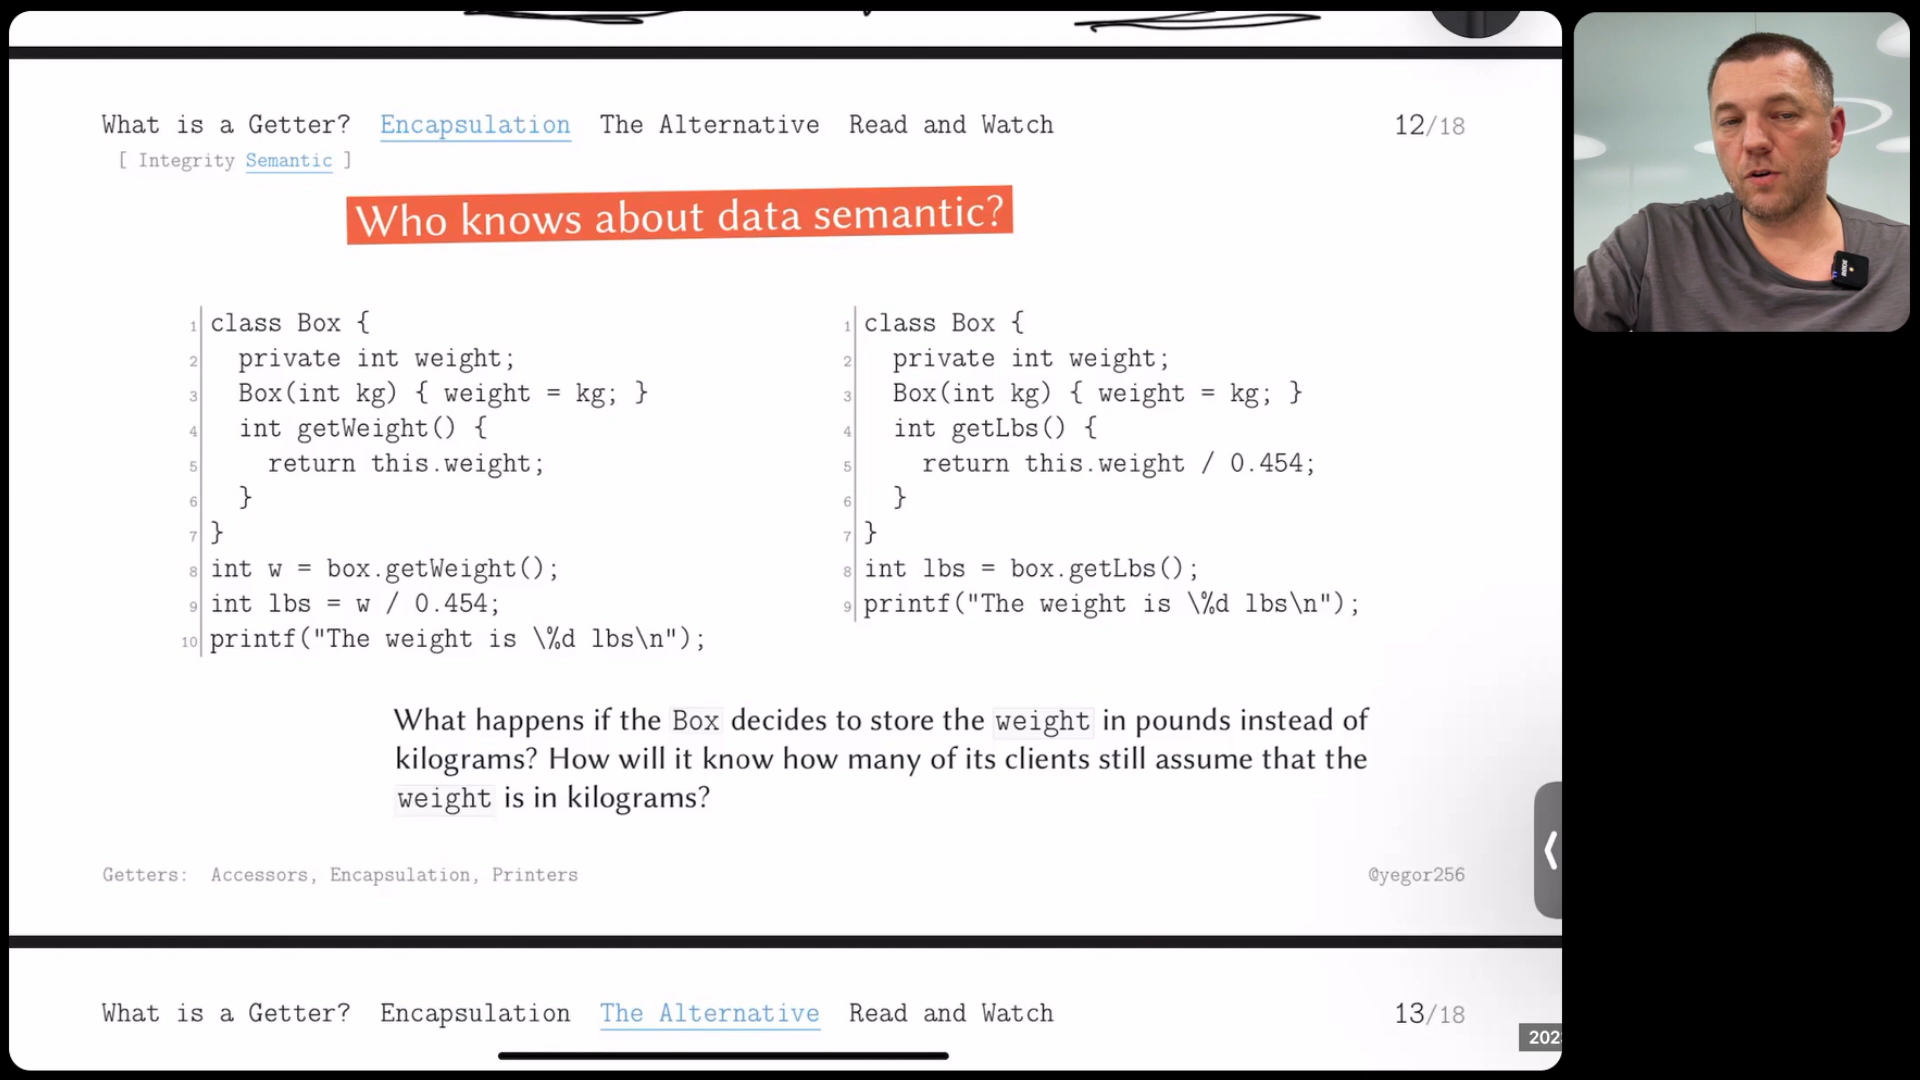 What is a Getter? Encapsulation The Alternative Read and Watch 12/18
[ Integrity Semantic ]
Who knows about data semantic?
1 class Box {
2 private int weight;
3 Box(int kg) { weight = kg; }
4 int getWeight() {
5 return this.weight;
6 }
7 }
8 int w = box.getWeight();
9 int lbs = w / 0.454;
10 printf("The weight is \%d lbs\n");
1 class Box {
2 private int weight;
3 Box(int kg) { weight = kg; }
4 int getLbs() {
5 return this.weight / 0.454;
6 }
7 }
8 int lbs = box.getLbs();
9 printf("The weight is \%d lbs\n");
What happens if the Box decides to store the weight in pounds instead of
kilograms? How will it know how many of its clients still assume that the
weight is in kilograms?
Getters: Accessors, Encapsulation, Printers @yegor256
What is a Getter? Encapsulation The Alternative Read and Watch 13/18